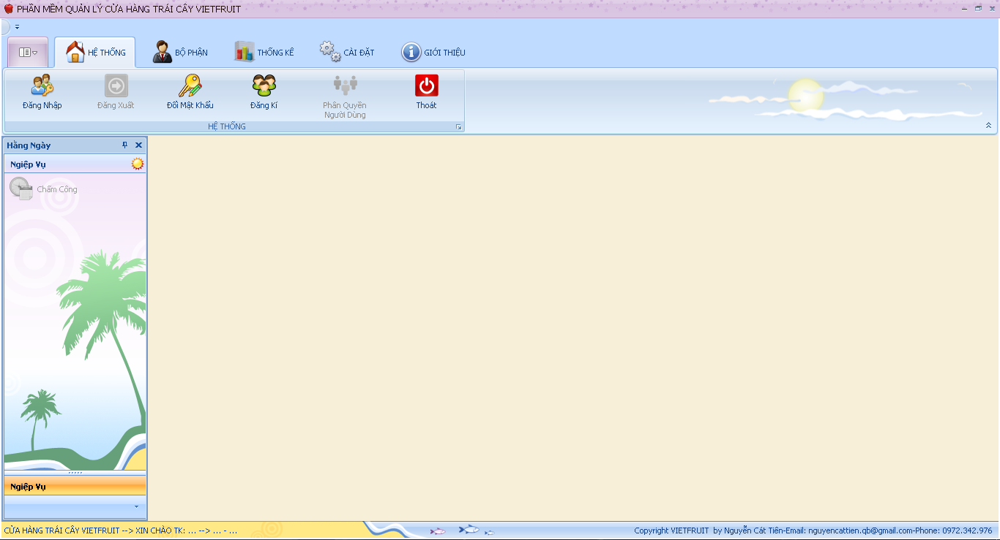 PHẦN MỀM QUẢN LÝ CỬA HÀNG TRÁI CÂY VIETFRUIT
HỆ THỐNG
BỘ PHẬN
THỐNG KÊ
CÀI ĐẶT
GIỚI THIỆU
Đăng Nhập
Đăng Xuất
Đổi Mật Khẩu
Đăng Kí
Phân Quyền
Người Dùng
Thoát
HỆ THỐNG
Hằng Ngày
Ngiệp Vụ
Chấm Công
Ngiệp Vụ
CỬA HÀNG TRÁI CÂY VIETFRUIT --> XIN CHÀO TK: ... --> ... - ...
Copyright VIETFRUIT by Nguyễn Cát Tiên-Email: nguyencattien.qb@gmail.com-Phone: 0972.342.976